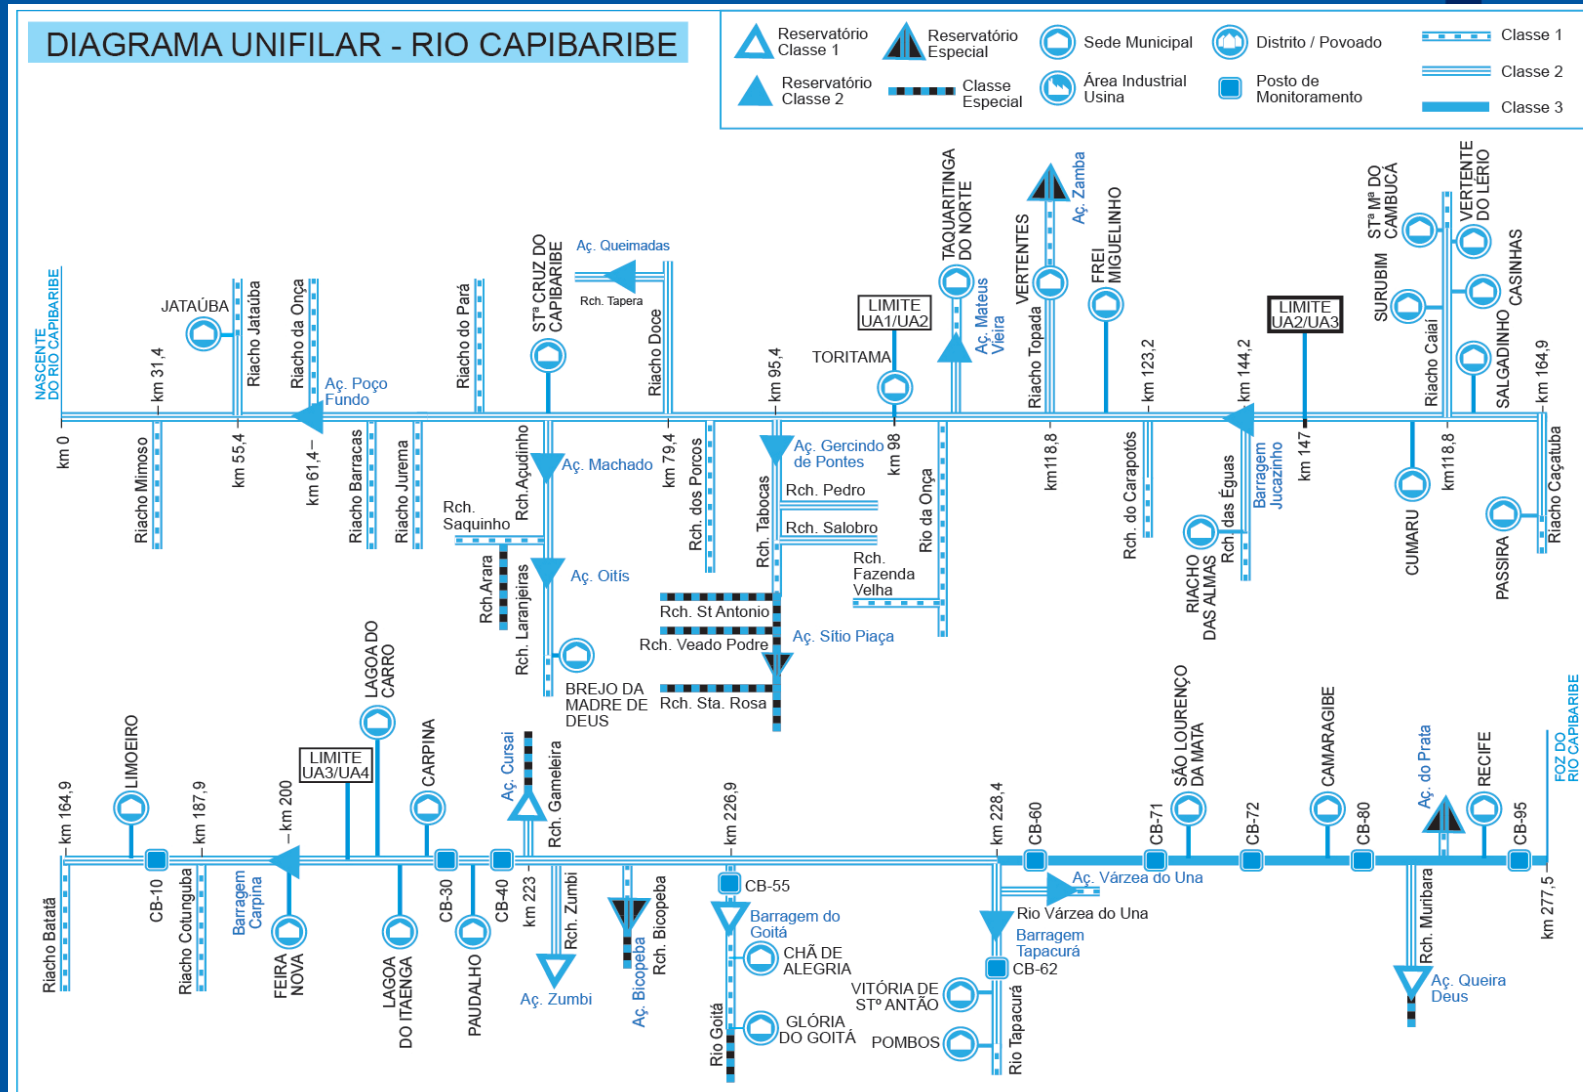 DIAGRAMA UNIFILAR - RIO CAPIBARIBE
Reservatório
Classe 1
Reservatório
Especial
Sede Municipal
Distrito / Povoado
Classe 1
Reservatório
Classe 2
Classe
Especial
Área Industrial
Usina
Posto de
Monitoramento
Classe 2
Classe 3
NASCENTE
DO RIO CAPIBARIBE
km 0
km 31,4
Riacho Mimoso
JATAÚBA
Riacho Jataúba
km 55,4
Riacho da Onça
km 61,4
Aç. Poço
Fundo
Riacho Barracas
Riacho Jurema
Riacho do Pará
STª CRUZ DO
CAPIBARIBE
Rch.Açudinho
Aç. Machado
Rch.
Saquinho
Rch.Arara
Aç. Oitís
Rch. Laranjeiras
BREJO DA
MADRE DE
DEUS
Aç. Queimadas
Rch. Tapera
Riacho Doce
km 79,4
Rch. dos Porcos
km 95,4
Aç. Gercindo
de Pontes
Rch. Pedro
Rch. Salobro
Rch. Tabocas
Rch. St Antonio
Rch. Veado Podre
Aç. Sítio Piaça
Rch. Sta. Rosa
LIMITE
UA1/UA2
TORITAMA
km 98
Rch.
Fazenda
Velha
Rio da Onça
TAQUARITINGA
DO NORTE
Aç. Mateus
Vieira
VERTENTES
Riacho Topada
Aç. Zamba
km118,8
FREI
MIGUELINHO
km 123,2
Rch. do Carapotós
km 144,2
Rch das Éguas
RIACHO
DAS ALMAS
Barragem
Jucazinho
LIMITE
UA2/UA3
km 147
CUMARU
STª Mª DO
CAMBUCÁ
VERTENTE
DO LÉRIO
SURUBIM
CASINHAS
Riacho Caiaí
km118,8
SALGADINHO
km 164,9
PASSIRA
Riacho Caçatuba
km 164,9
Riacho Batatã
LIMOEIRO
CB-10
km 187,9
Riacho Cotunguba
km 200
Barragem
Carpina
FEIRA
NOVA
LIMITE
UA3/UA4
LAGOA DO
CARRO
LAGOA
DO ITAENGA
CARPINA
CB-30
PAUDALHO
CB-40
Aç. Cursai
Rch. Gameleira
km 223
Rch. Zumbi
Aç. Zumbi
Aç. Bicopeba
Rch. Bicopeba
km 226,9
CB-55
Barragem do
Goitá
CHÃ DE
ALEGRIA
GLÓRIA
DO GOITÁ
Rio Goitá
km 228,4
CB-60
Aç. Várzea do Una
Rio Várzea do Una
Barragem
Tapacurá
CB-62
VITÓRIA DE
STº ANTÃO
POMBOS
Rio Tapacurá
CB-71
SÃO LOURENÇO
DA MATA
CB-72
CAMARAGIBE
CB-80
Rch. Muribara
Aç. Queira
Deus
Aç. do Prata
RECIFE
CB-95
FOZ DO
RIO CAPIBARIBE
km 277,5